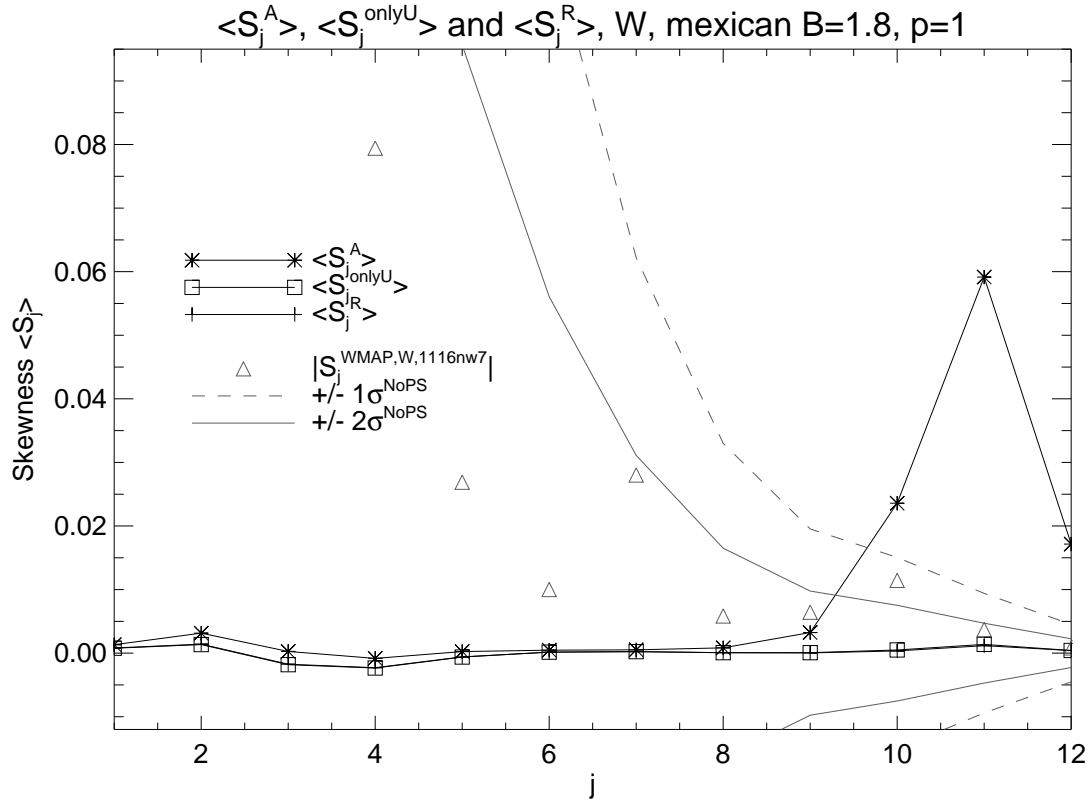 <S_j^A>, <S_j^onlyU> and <S_j^R>, W, mexican B=1.8, p=1
0.08
0.06
0.04
0.02
0.00
Skewness <S_j>
<S_j^A>
<S_j^onlyU>
<S_j^R>
|S_j^WMAP,W,1116nw7|
+/- 1σ^NoPS
+/- 2σ^NoPS
2 4 6 8 10 12
j